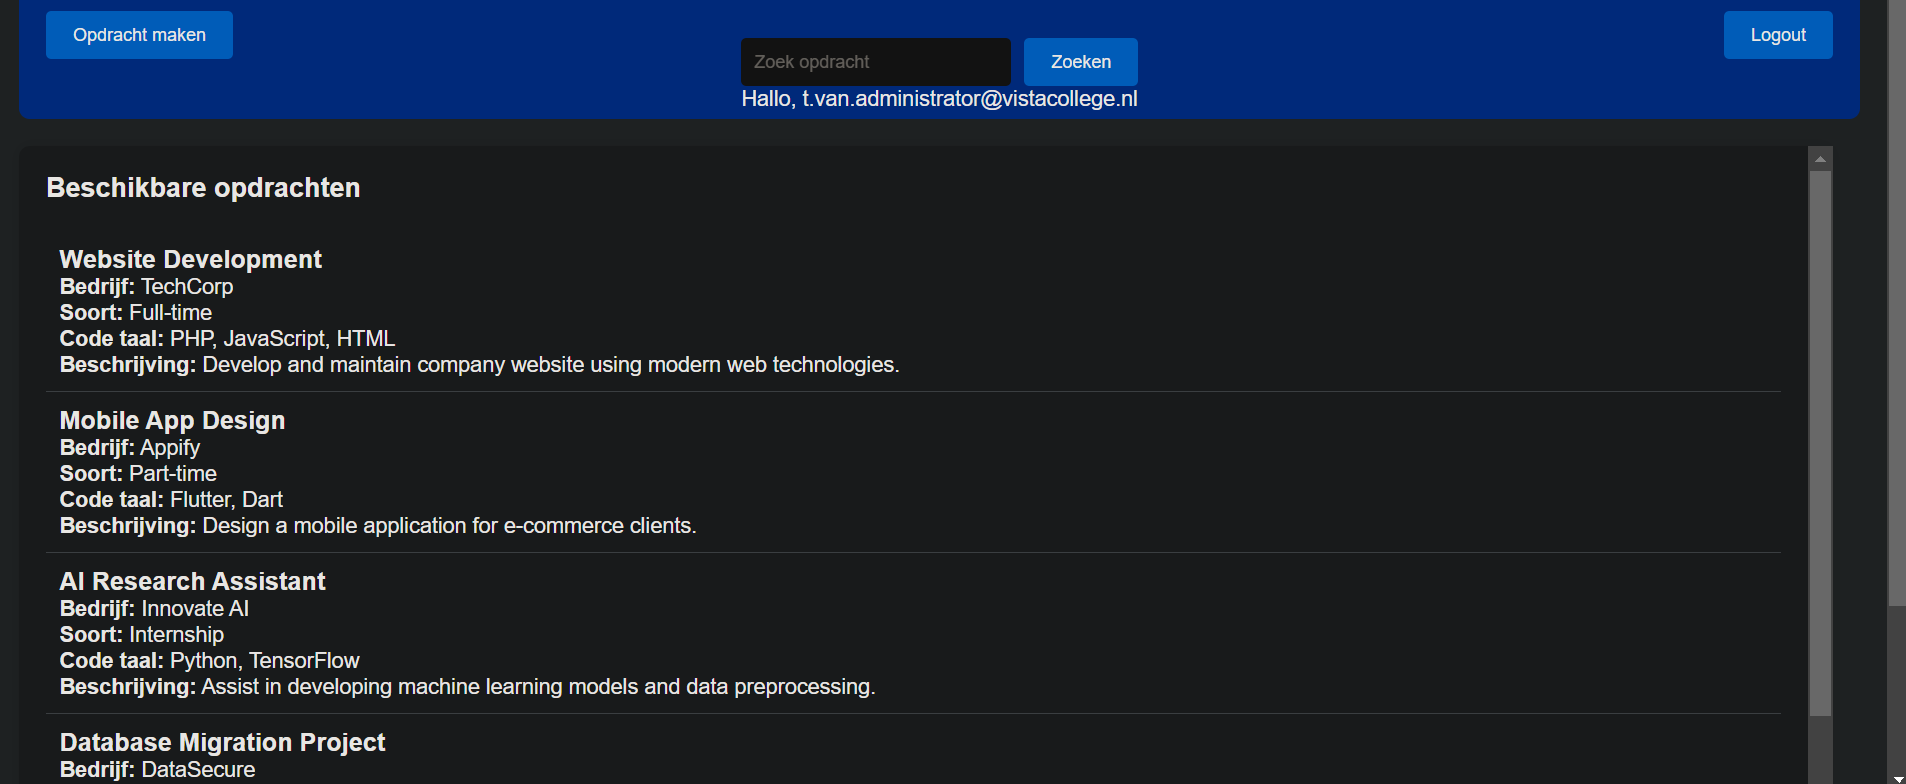 Opdracht maken
Logout
Zoek opdracht
Zoeken
Hallo, t.van.administrator@vistacollege.nl
Beschikbare opdrachten
Website Development
Bedrijf: TechCorp
Soort: Full-time
Code taal: PHP, JavaScript, HTML
Beschrijving: Develop and maintain company website using modern web technologies.
Mobile App Design
Bedrijf: Appify
Soort: Part-time
Code taal: Flutter, Dart
Beschrijving: Design a mobile application for e-commerce clients.
AI Research Assistant
Bedrijf: Innovate AI
Soort: Internship
Code taal: Python, TensorFlow
Beschrijving: Assist in developing machine learning models and data preprocessing.
Database Migration Project
Bedrijf: DataSecure